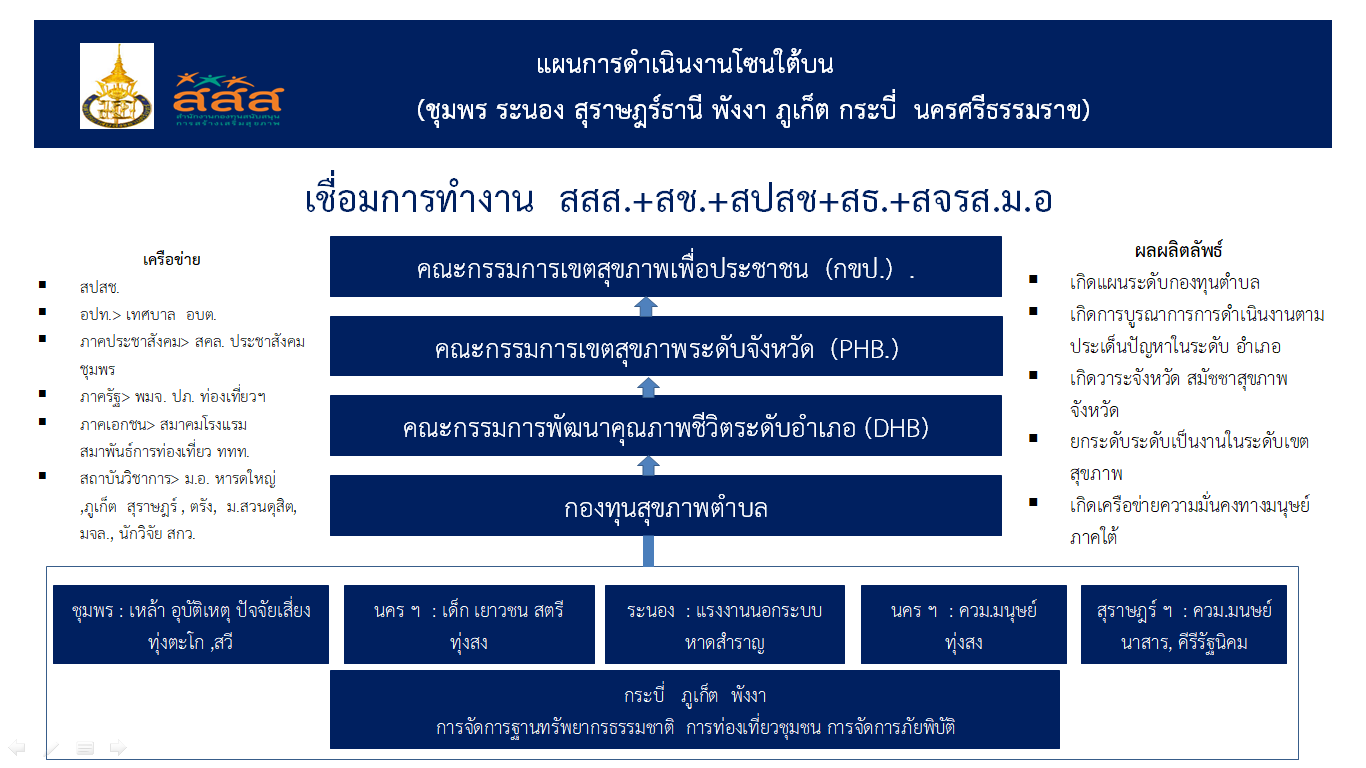 แผนการดำเนินงานโซนใต้บน
(ชุมพร ระนอง สุราษฎร์ธานี พังงา ภูเก็ต กระบี่ นครศรีธรรมราข)
สสส
สำนักงานกองทุนสนับสนุน
การสร้างเสริมสุขภาพ
เชื่อมการทำงาน สสส.+สช.+สปสช+สธ.+สจรส.ม.อ
เครือข่าย
▪ สปสช.
▪ อปท.> เทศบาล อบต.
▪ ภาคประชาสังคม> สคล. ประชาสังคม
ชุมพร
▪ ภาครัฐ> พมจ. ปภ. ท่องเที่ยวฯ
▪ ภาคเอกชน> สมาคมโรงแรม
สมาพันธ์การท่องเที่ยว ททท.
▪ สถาบันวิชาการ> ม.อ. หารดใหญ่
,ภูเก็ต สุราษฎร์ , ตรัง, ม.สวนดุสิต,
มจล., นักวิจัย สกว.
คณะกรรมการเขตสุขภาพเพื่อประชาชน (กขป.) .
คณะกรรมการเขตสุขภาพระดับจังหวัด (PHB.)
คณะกรรมการพัฒนาคุณภาพชีวิตระดับอำเภอ (DHB)
กองทุนสุขภาพตำบล
ผลผลิตลัพธ์
▪ เกิดแผนระดับกองทุนตำบล
▪ เกิดการบูรณาการการดำเนินงานตาม
ประเด็นปัญหาในระดับ อำเภอ
▪ เกิดวาระจังหวัด สมัชชาสุขภาพ
จังหวัด
▪ ยกระดับระดับเป็นงานในระดับเขต
สุขภาพ
▪ เกิดเครือข่ายความมั่นคงทางมนุษย์
ภาคใต้
ชุมพร : เหล้า อุบัติเหตุ ปัจจัยเสี่ยง
ทุ่งตะโก ,สวี
นคร ฯ : เด็ก เยาวชน สตรี
ทุ่งสง
ระนอง : แรงงานนอกระบบ
หาดสำราญ
นคร ฯ : ควม.มนุษย์
ทุ่งสง
สุราษฎร์ ฯ : ควม.มนษย์
นาสาร, คีรีรัฐนิคม
กระบี่ ภูเก็ต พังงา
การจัดการฐานทรัพยากรธรรมชาติ การท่องเที่ยวชุมชน การจัดการภัยพิบัติ